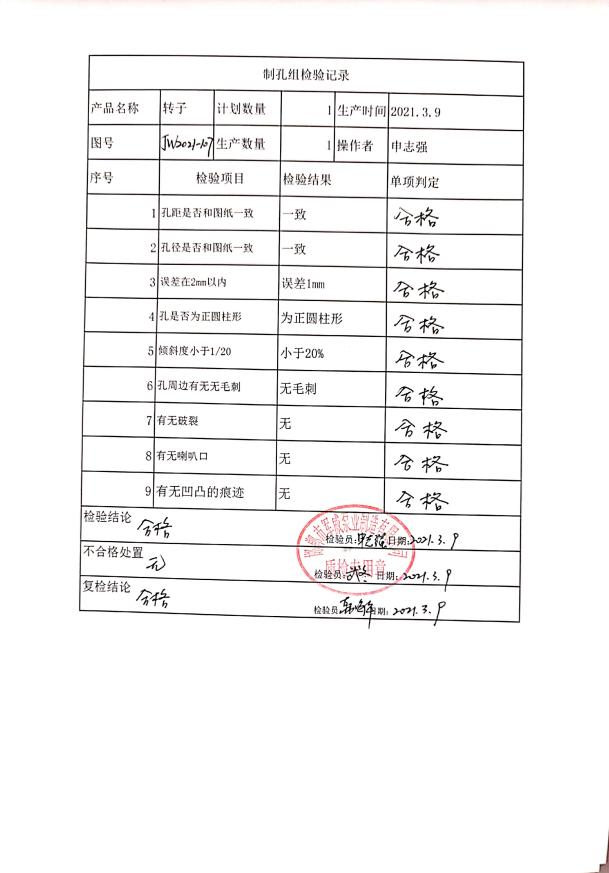 制孔组检验记录
产品名称 转子 计划数量 1 生产时间 2021.3.9
图号 JW2021-107 生产数量 1 操作者 申志强
序号 检验项目 检验结果 单项判定
1 孔距是否和图纸一致 一致 合格
2 孔径是否和图纸一致 一致 合格
3 误差在2mm以内 误差1mm 合格
4 孔是否为正圆柱形 为正圆柱形 合格
5 倾斜度小于1/20 小于20% 合格
6 孔周边有无无毛刺 无毛刺 合格
7 有无破裂 无 合格
8 有无喇叭口 无 合格
9 有无凹凸的痕迹 无 合格
检验结论 合格
检验员: 日期: 2021.3.9
不合格处置 无
检验员: 日期: 2021.3.9
复检结论 合格
检验员: 日期: 2021.3.9
质检专用章